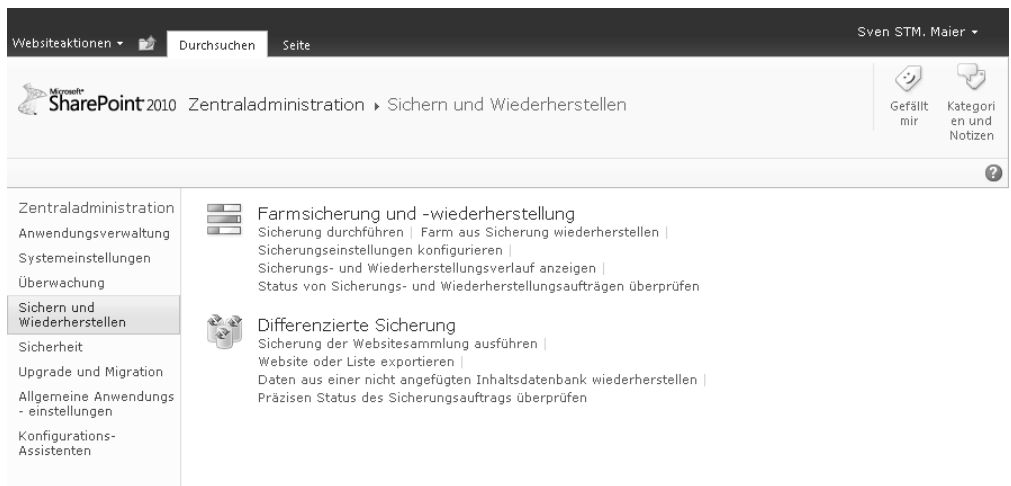 Websiteaktionen
Durchsuchen
Seite
Sven STM. Maier
Microsoft
SharePoint 2010
Zentraladministration
Sichern und Wiederherstellen
Gefällt
mir
Kategori
en und
Notizen
Zentraladministration
Anwendungsverwaltung
Systemeinstellungen
Überwachung
Sichern und
Wiederherstellen
Sicherheit
Upgrade und Migration
Allgemeine Anwendungs
- einstellungen
Konfigurations-
Assistenten
Farmsicherung und -wiederherstellung
Sicherung durchführen | Farm aus Sicherung wiederherstellen |
Sicherungseinstellungen konfigurieren |
Sicherungs- und Wiederherstellungsverlauf anzeigen |
Status von Sicherungs- und Wiederherstellungsaufträgen überprüfen
Differenzierte Sicherung
Sicherung der Websitesammlung ausführen |
Website oder Liste exportieren |
Daten aus einer nicht angefügten Inhaltsdatenbank wiederherstellen |
Präzisen Status des Sicherungsauftrags überprüfen